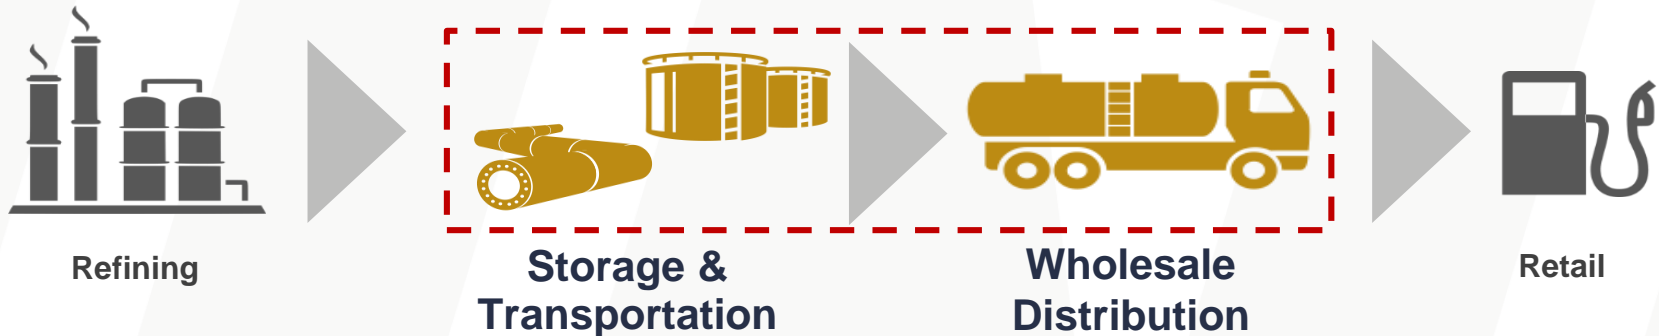 Refining
Storage &
Transportation
Wholesale
Distribution
Retail